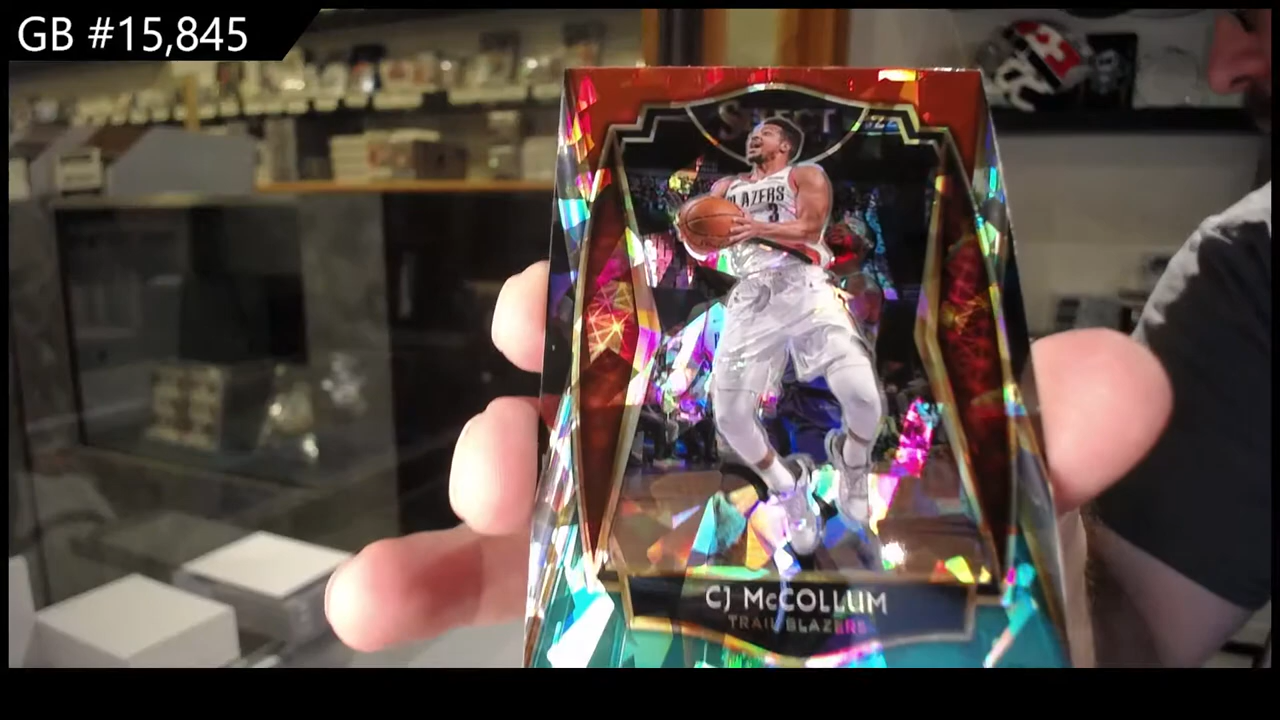 GB #15,845
SELECT
BLAZERS
3
CJ McCOLLUM
TRAIL BLAZERS